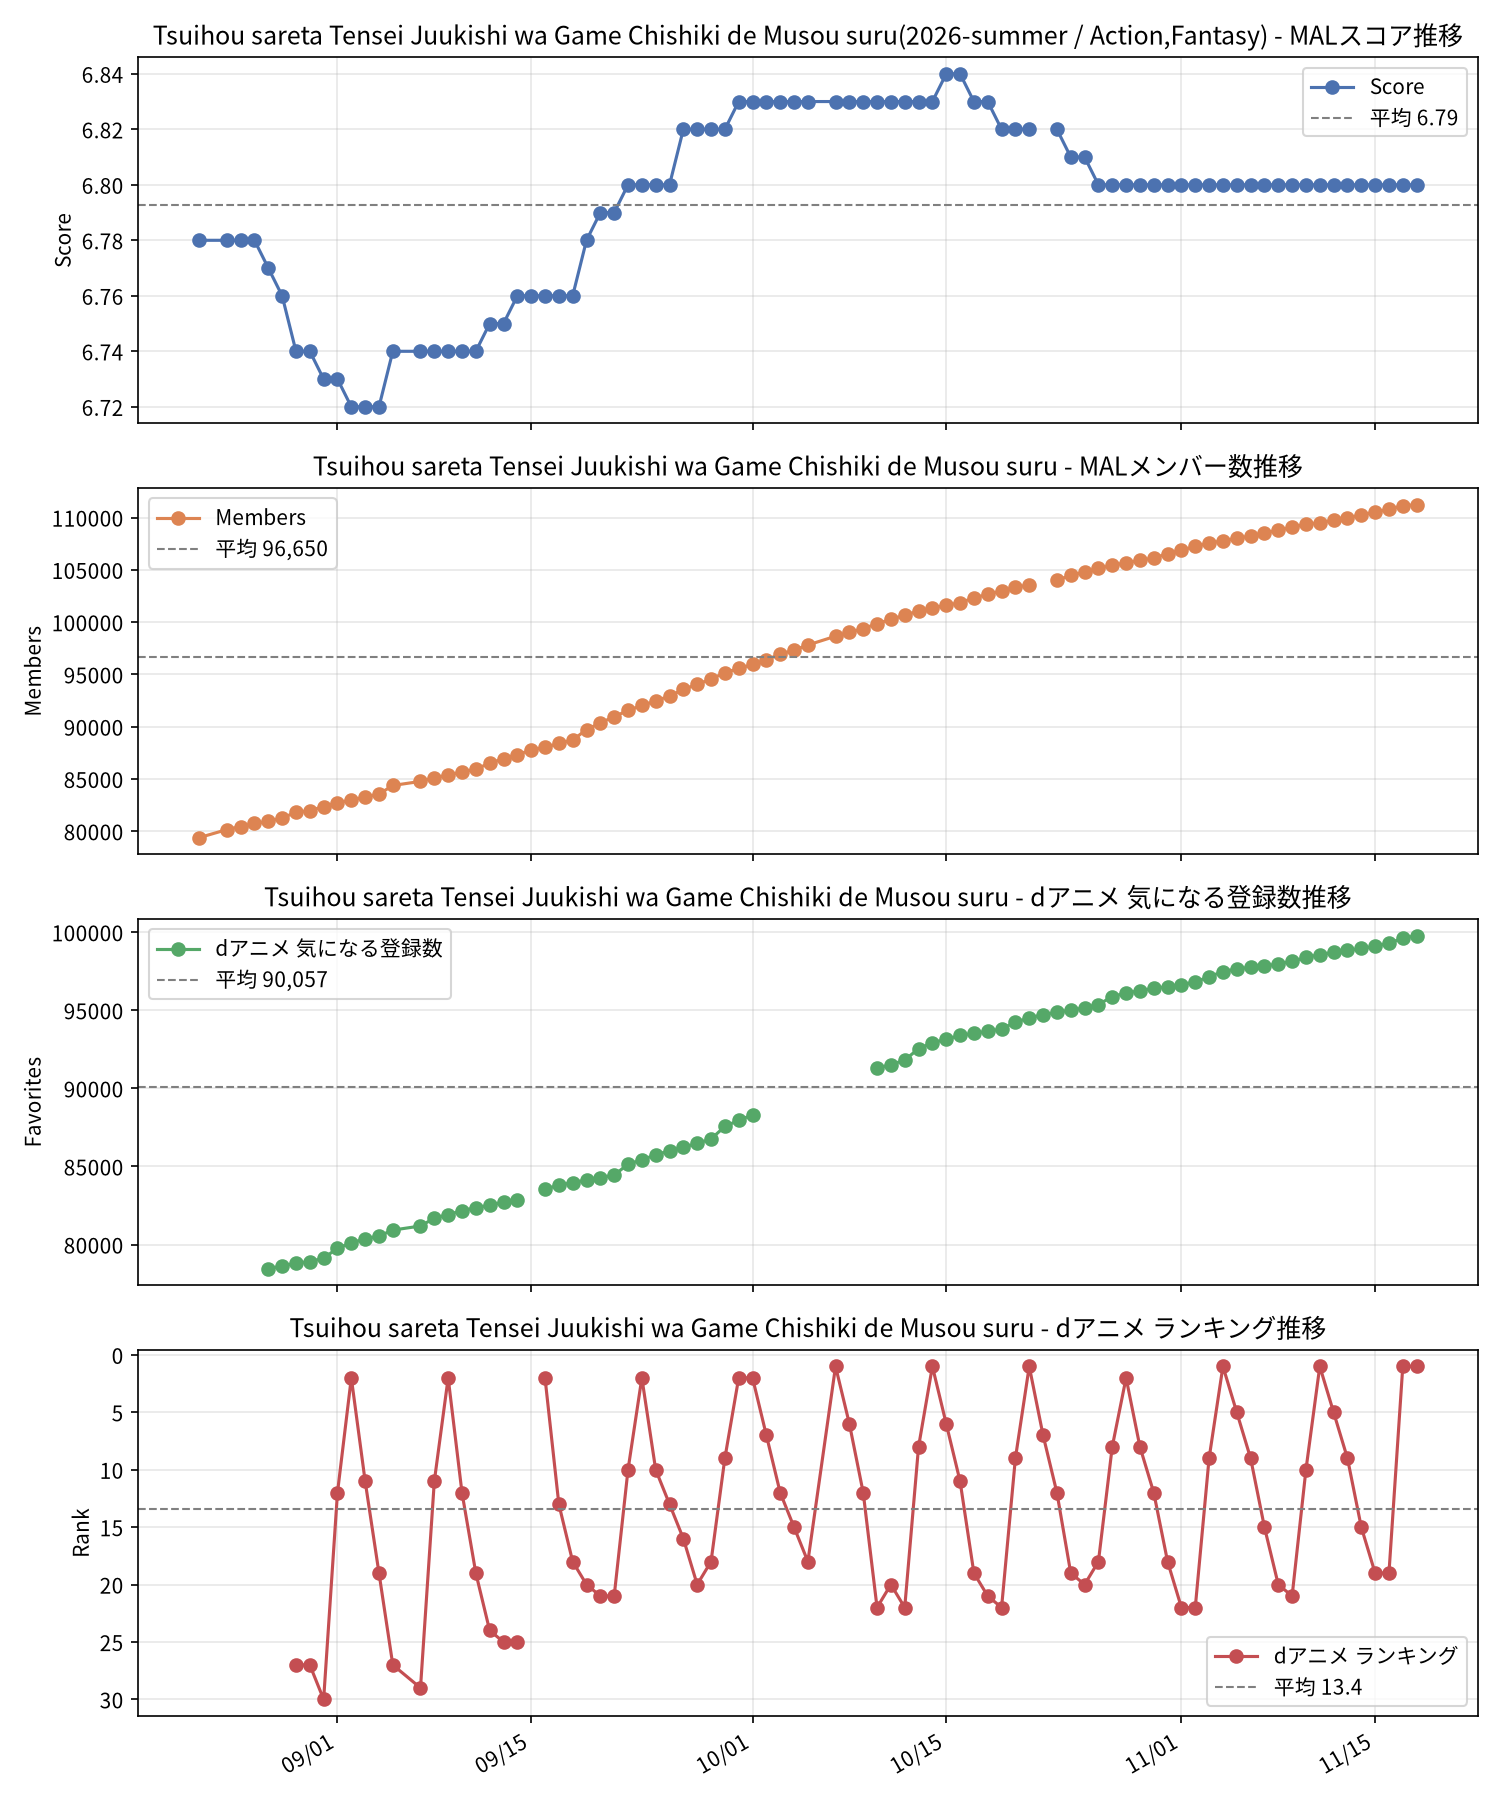 Tsuihou sareta Tensei Juukishi wa Game Chishiki de Musou suru(2026-summer / Action,Fantasy) - MALスコア推移
6.84
6.82
6.80
6.78
6.76
6.74
6.72
Score
Score
平均 6.79
Tsuihou sareta Tensei Juukishi wa Game Chishiki de Musou suru - MALメンバー数推移
110000
105000
100000
95000
90000
85000
80000
Members
Members
平均 96,650
Tsuihou sareta Tensei Juukishi wa Game Chishiki de Musou suru - dアニメ 気になる登録数推移
100000
95000
90000
85000
80000
Favorites
dアニメ 気になる登録数
平均 90,057
Tsuihou sareta Tensei Juukishi wa Game Chishiki de Musou suru - dアニメ ランキング推移
0
5
10
15
20
25
30
Rank
dアニメ ランキング
平均 13.4
09/01
09/15
10/01
10/15
11/01
11/15